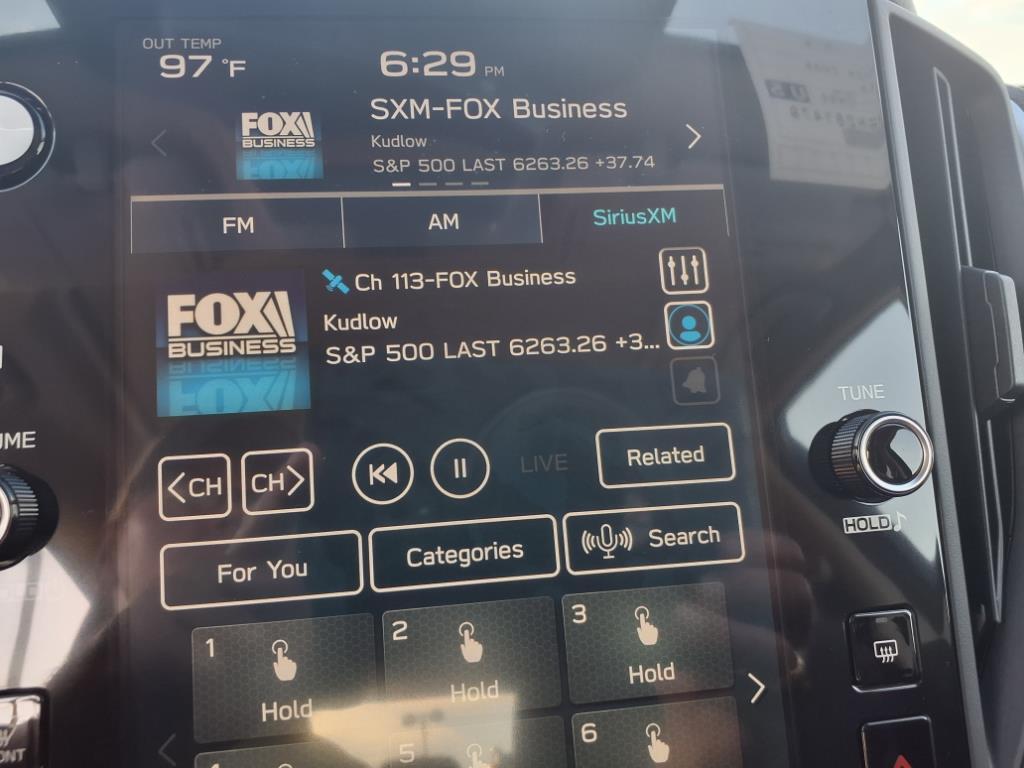 OUT TEMP
97 °F
6:29 PM
SXM-FOX Business
FOX
BUSINESS
Kudlow
S&P 500 LAST 6263.26 +37.74
FM
AM
SiriusXM
Ch 113-FOX Business
FOX
BUSINESS
Kudlow
S&P 500 LAST 6263.26 +3...
TUNE
UME
<CH
CH>
LIVE
Related
HOLD
For You
Categories
Search
1
Hold
2
Hold
3
Hold
5
6